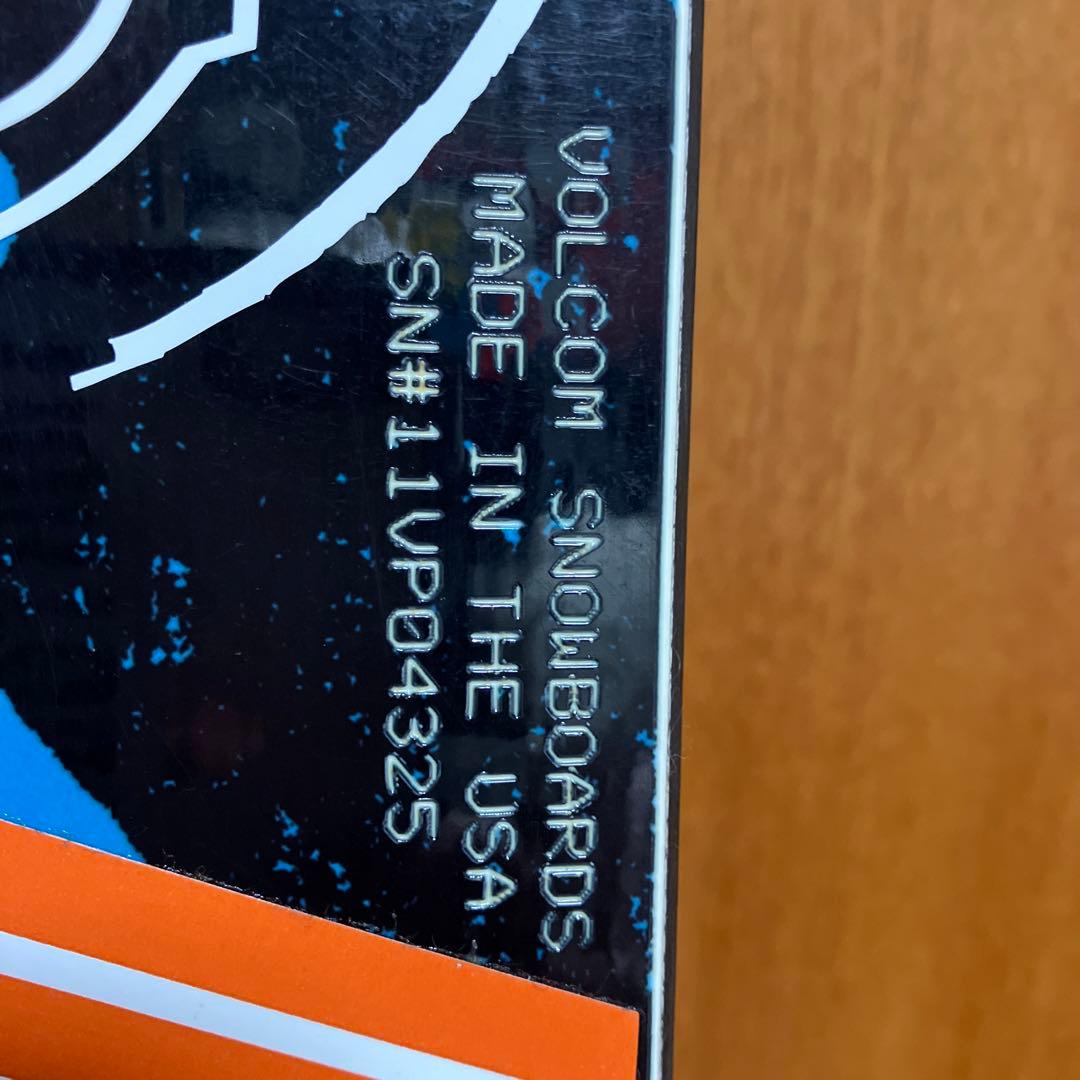 VOLCOM SNOWBOARDS
MADE IN THE USA
SN#11VP04325